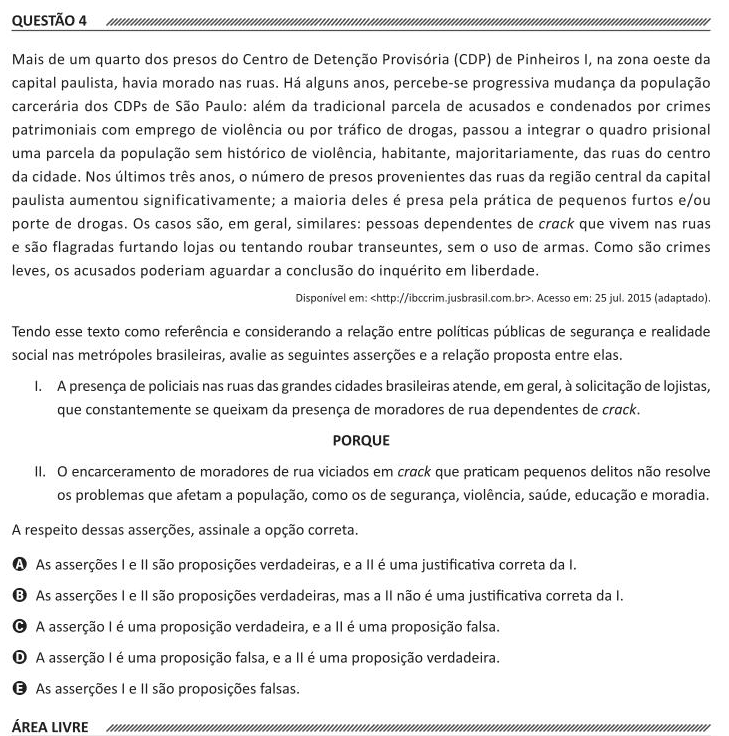 QUESTÃO 4
Mais de um quarto dos presos do Centro de Detenção Provisória (CDP) de Pinheiros I, na zona oeste da
capital paulista, havia morado nas ruas. Há alguns anos, percebe-se progressiva mudança da população
carcerária dos CDPs de São Paulo: além da tradicional parcela de acusados e condenados por crimes
patrimoniais com emprego de violência ou por tráfico de drogas, passou a integrar o quadro prisional
uma parcela da população sem histórico de violência, habitante, majoritariamente, das ruas do centro
da cidade. Nos últimos três anos, o número de presos provenientes das ruas da região central da capital
paulista aumentou significativamente; a maioria deles é presa pela prática de pequenos furtos e/ou
porte de drogas. Os casos são, em geral, similares: pessoas dependentes de crack que vivem nas ruas
e são flagradas furtando lojas ou tentando roubar transeuntes, sem o uso de armas. Como são crimes
leves, os acusados poderiam aguardar a conclusão do inquérito em liberdade.
Disponível em: <http://ibccrim.jusbrasil.com.br>. Acesso em: 25 jul. 2015 (adaptado).
Tendo esse texto como referência e considerando a relação entre políticas públicas de segurança e realidade
social nas metrópoles brasileiras, avalie as seguintes asserções e a relação proposta entre elas.
I. A presença de policiais nas ruas das grandes cidades brasileiras atende, em geral, à solicitação de lojistas,
que constantemente se queixam da presença de moradores de rua dependentes de crack.
PORQUE
II. O encarceramento de moradores de rua viciados em crack que praticam pequenos delitos não resolve
os problemas que afetam a população, como os de segurança, violência, saúde, educação e moradia.
A respeito dessas asserções, assinale a opção correta.
A As asserções I e II são proposições verdadeiras, e a II é uma justificativa correta da I.
B As asserções I e II são proposições verdadeiras, mas a II não é uma justificativa correta da I.
C A asserção I é uma proposição verdadeira, e a II é uma proposição falsa.
D A asserção I é uma proposição falsa, e a II é uma proposição verdadeira.
E As asserções I e II são proposições falsas.
ÁREA LIVRE